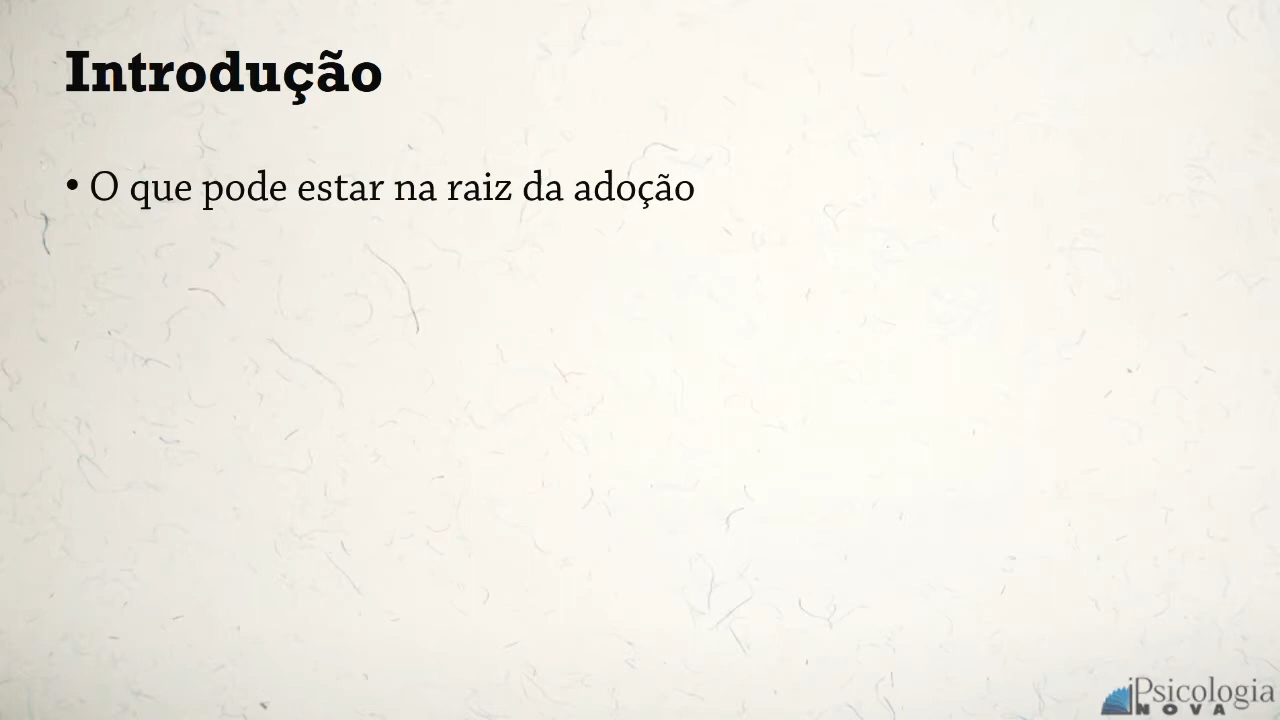 Introdução
• O que pode estar na raiz da adoção
Psicologia
NOVA